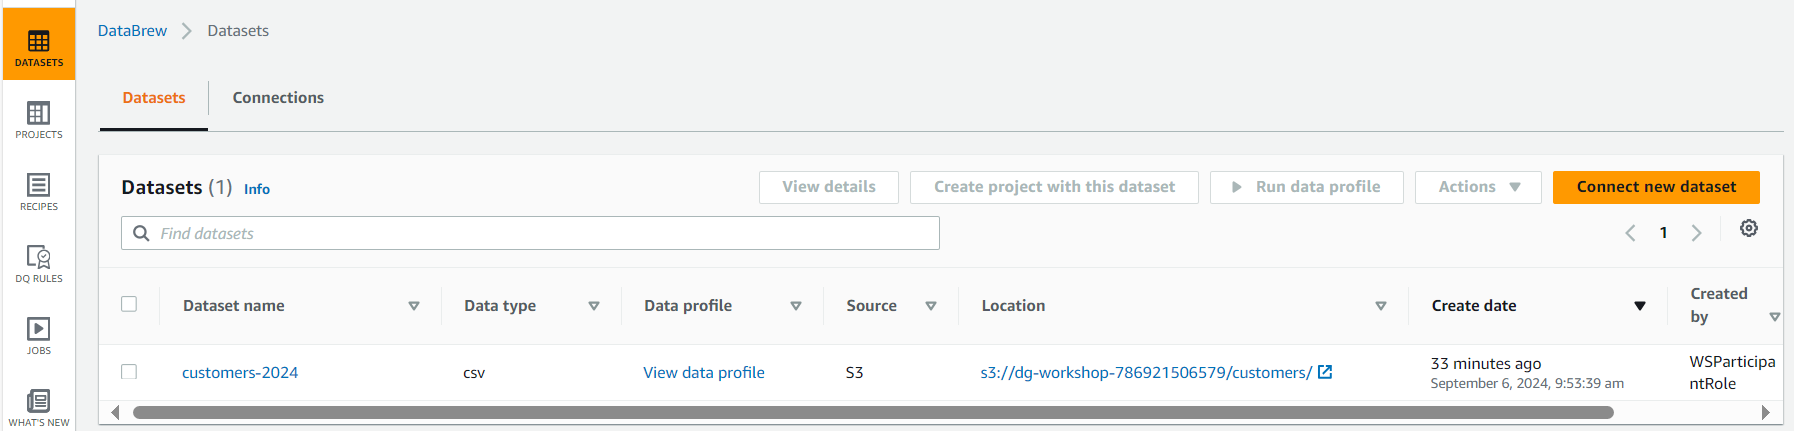 DataBrew > Datasets
DATASETS
PROJECTS
RECIPES
DQ RULES
JOBS
WHAT'S NEW
Datasets Connections
Datasets (1) Info View details Create project with this dataset Run data profile Actions Connect new dataset
Find datasets 1
Dataset name Data type Data profile Source Location Create date Created by
customers-2024 csv View data profile S3 s3://dg-workshop-786921506579/customers/ 33 minutes ago WSParticipa
September 6, 2024, 9:53:39 am ntRole